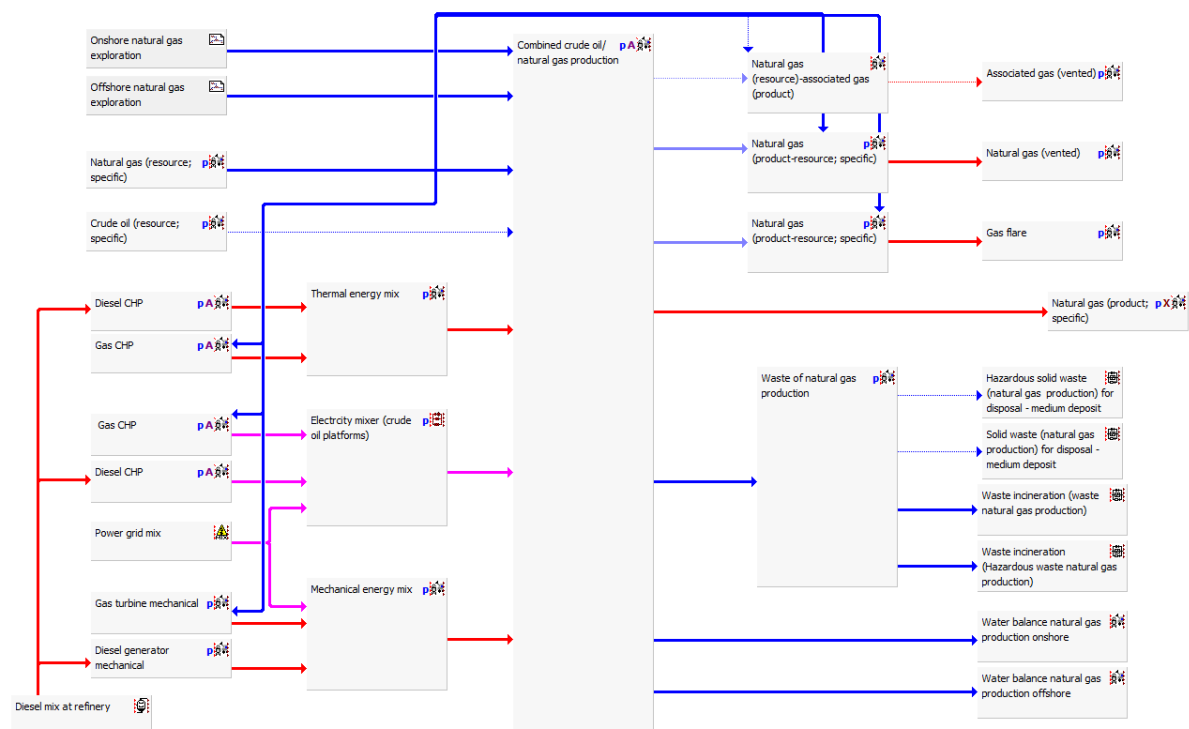 Onshore natural gas
exploration
Offshore natural gas
exploration
Natural gas (resource;
specific)
p
Crude oil (resource;
specific)
p
Diesel CHP
p A
Gas CHP
p A
Gas CHP
p A
Diesel CHP
p A
Power grid mix
Gas turbine mechanical
p
Diesel generator
mechanical
p
Diesel mix at refinery
Thermal energy mix
p
Electrcity mixer (crude
oil platforms)
p
Mechanical energy mix
p
Combined crude oil/
natural gas production
p A
Natural gas
(resource)-associated gas
(product)
Natural gas
(product-resource; specific)
p
Natural gas
(product-resource; specific)
p
Waste of natural gas
production
p
Associated gas (vented)
p
Natural gas (vented)
p
Gas flare
p
Natural gas (product;
specific)
p X
Hazardous solid waste
(natural gas production) for
disposal - medium deposit
Solid waste (natural gas
production) for disposal -
medium deposit
Waste incineration (waste
natural gas production)
Waste incineration
(Hazardous waste natural gas
production)
Water balance natural gas
production onshore
Water balance natural gas
production offshore